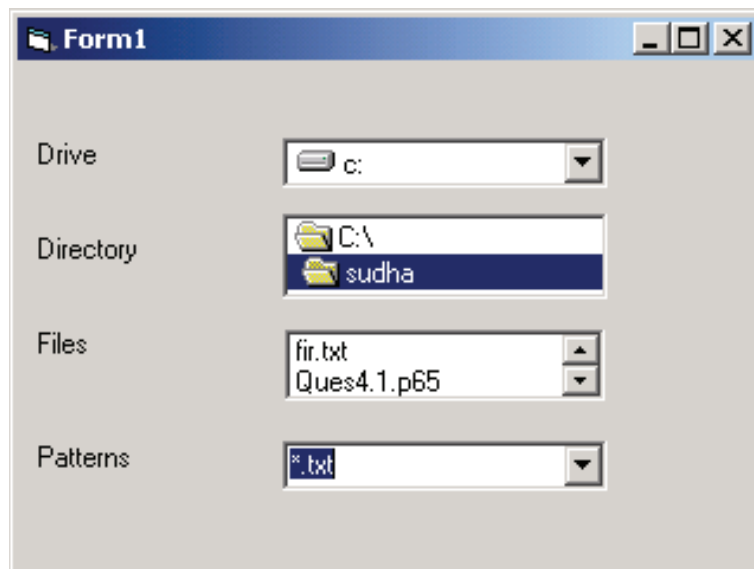 Form1
Drive
c:
Directory
C:\
sudha
Files
fir.txt
Ques4.1.p65
Patterns
*.txt